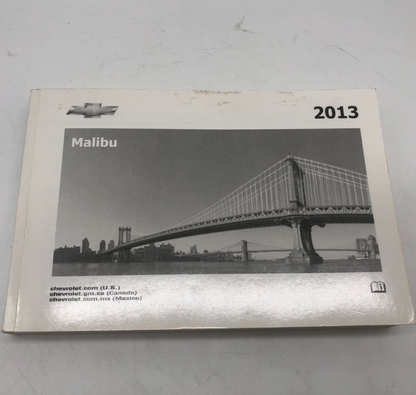 2013
Malibu
chevrolet.com (U.S.)
chevrolet.gm.ca (Canada)
chevrolet.com.mx (Mexico)